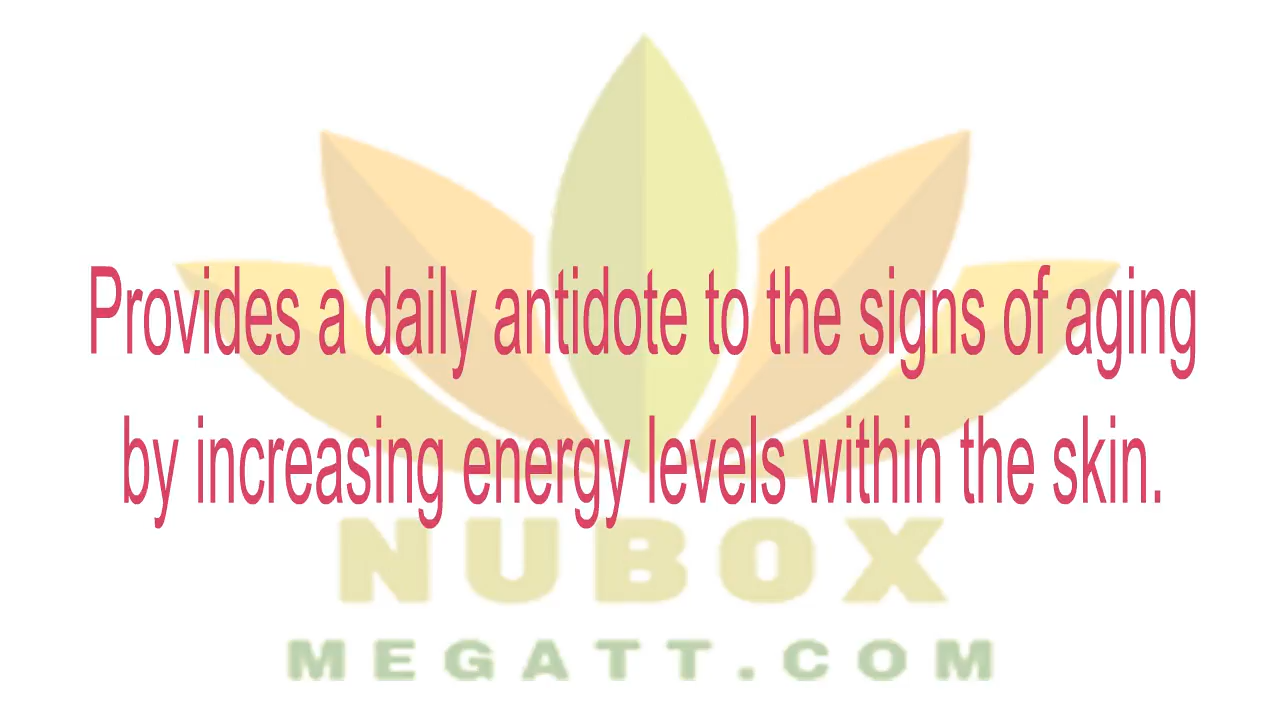 Provides a daily antidote to the signs of aging
by increasing energy levels within the skin.
NUBOX
MEGATT.COM